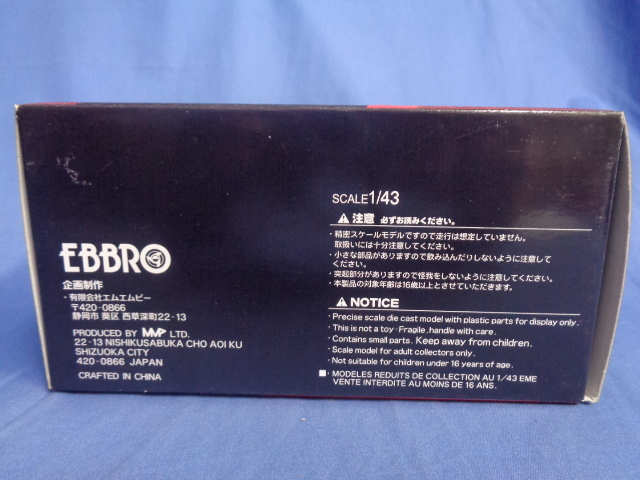 EBBRO
企画制作
・有限会社エムエムピー
〒420-0866
静岡市 葵区 西草深町22-13
PRODUCED BY MMP LTD.
22-13 NISHIKUSABUKA CHO AOI KU
SHIZUOKA CITY
420-0866 JAPAN
CRAFTED IN CHINA
SCALE1/43
⚠注意 必ずお読みください。
・精密スケールモデルですので走行は想定していません。
取扱いには十分注意してください。
・小さな部品がありますので飲み込んだりしないように注意して
ください。
・突起部分がありますので怪我をしないように注意してください。
・本製品の対象年齢は16歳以上とさせていただきます。
⚠NOTICE
・Precise scale die cast model with plastic parts for display only.
・This is not a toy-Fragile, handle with care.
・Contains small parts. Keep away from children.
・Scale model for adult collectors only.
・Not suitable for children under 16 years of age.
・MODELES REDUITS DE COLLECTION AU 1/43 EME
VENTE INTERDITE AU MOINS DE 16 ANS.